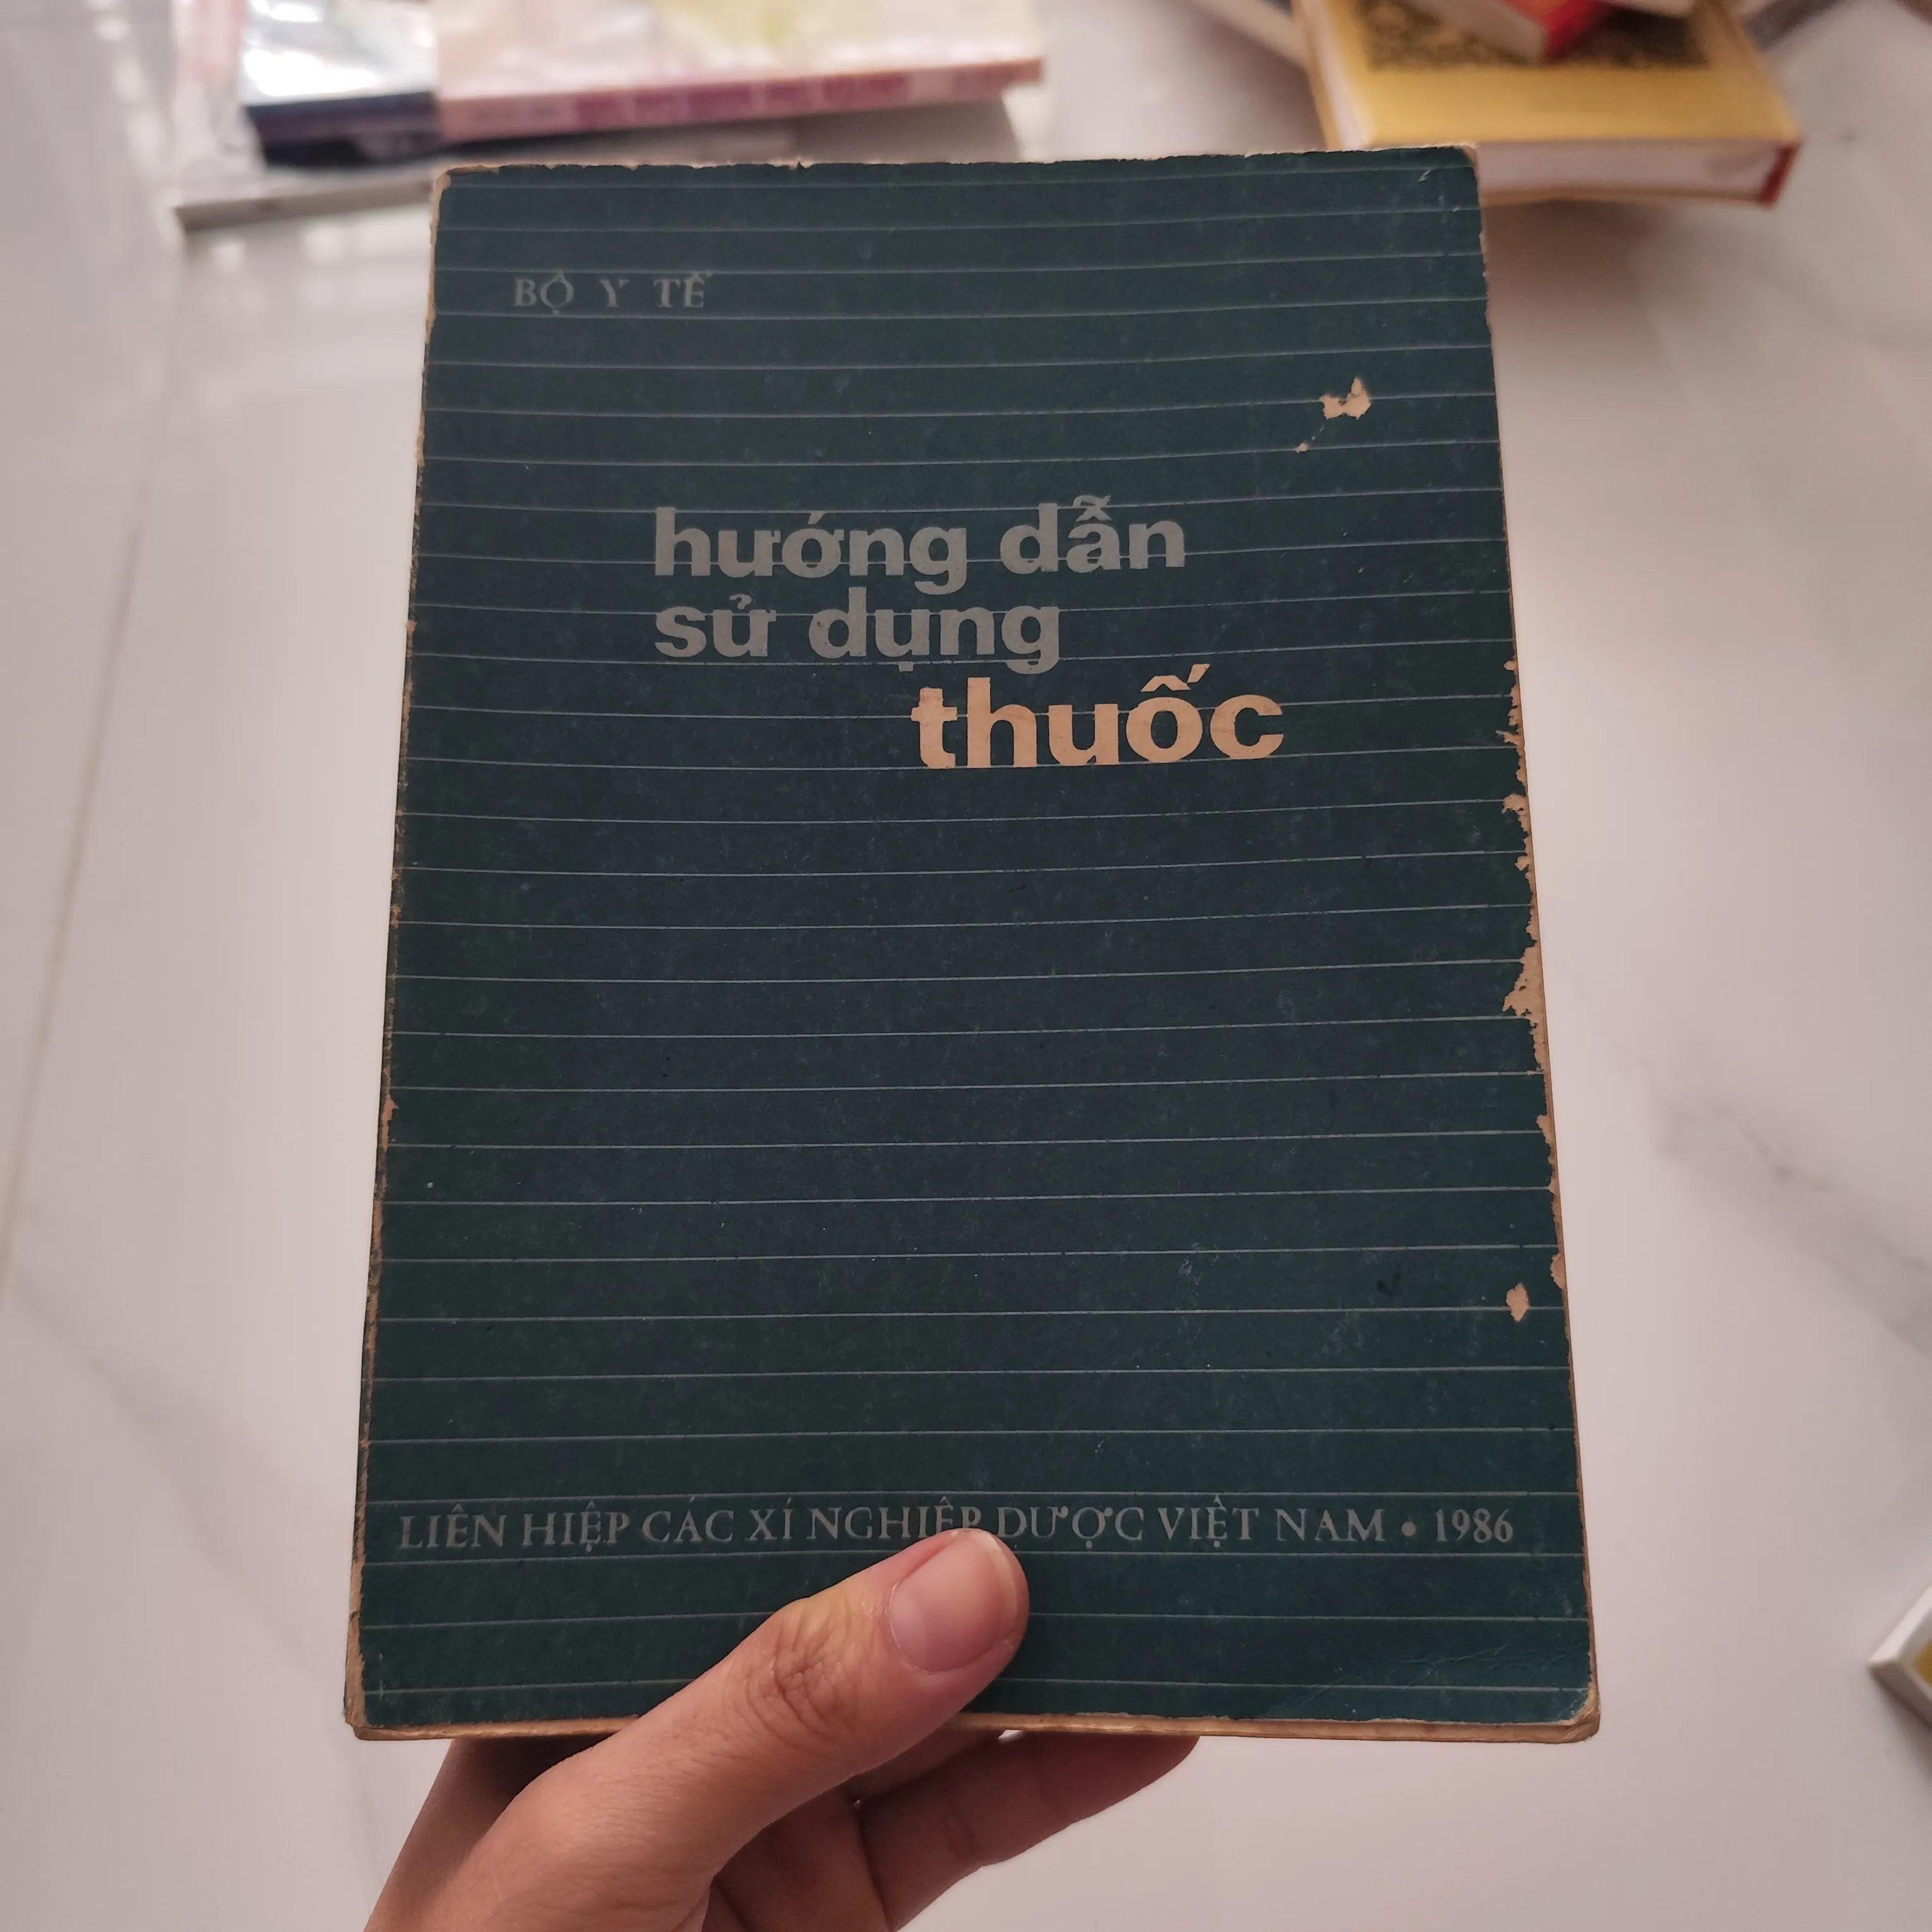 BỘ Y TẾ
hướng dẫn
sử dụng
thuốc
LIÊN HIỆP CÁC XÍ NGHIỆP DƯỢC VIỆT NAM • 1986